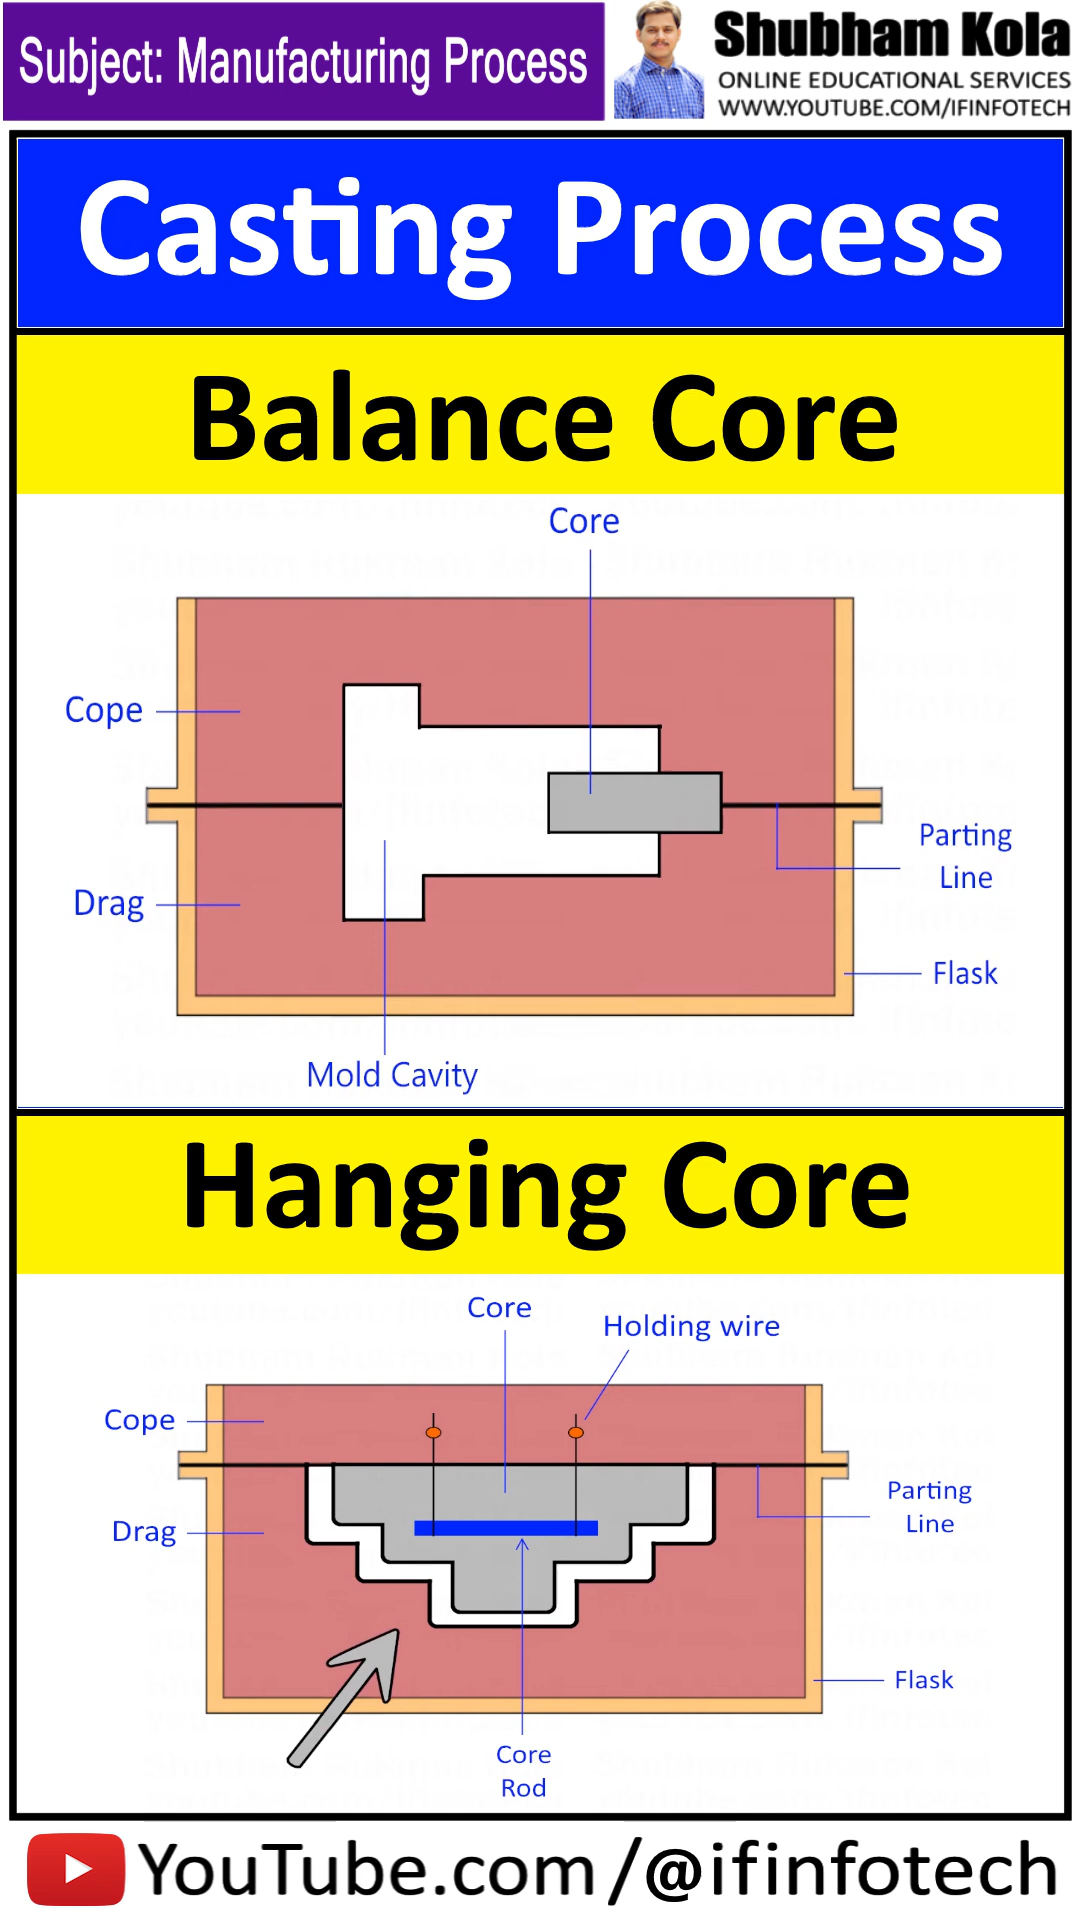 Subject: Manufacturing Process
Shubham Kola
ONLINE EDUCATIONAL SERVICES
WWW.YOUTUBE.COM/IFINFOTECH
Casting Process
Balance Core
Core
Cope
Parting
Line
Drag
Flask
Mold Cavity
Hanging Core
Core
Holding wire
Cope
Parting
Line
Drag
Flask
Core
Rod
YouTube.com/@ifinfotech